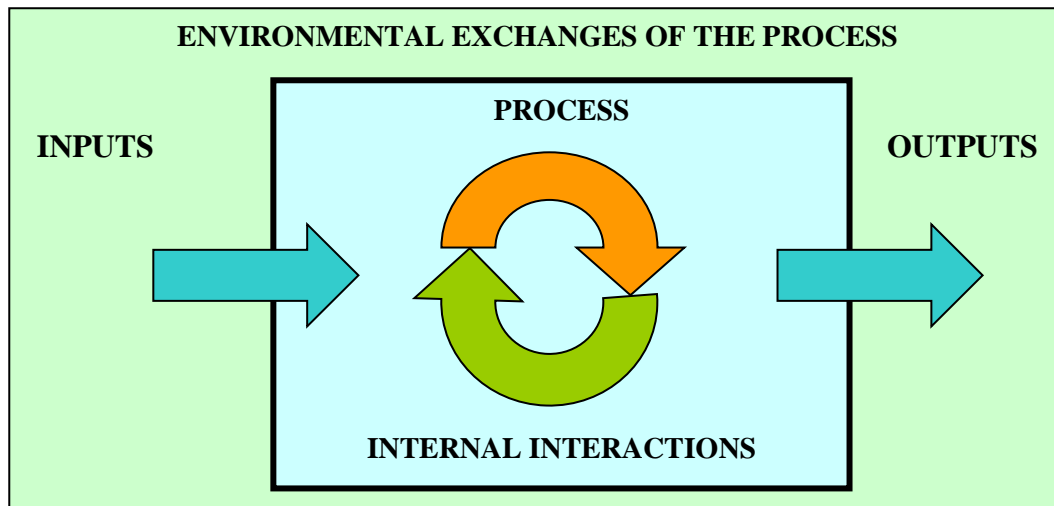 ENVIRONMENTAL EXCHANGES OF THE PROCESS
PROCESS
INPUTS
OUTPUTS
INTERNAL INTERACTIONS